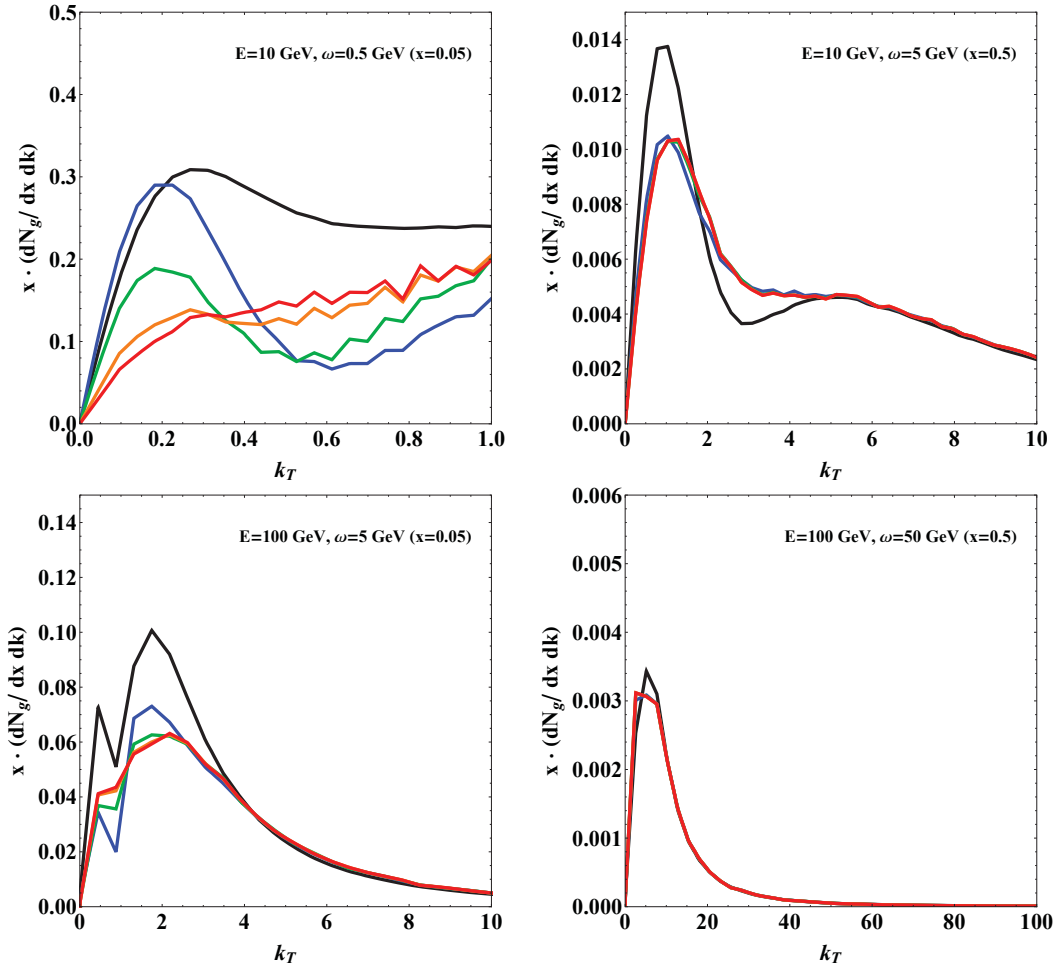 E=10 GeV, ω=0.5 GeV (x=0.05)
x · (dN_g/ dx dk)
0.5
0.4
0.3
0.2
0.1
0.0
0.0 0.2 0.4 0.6 0.8 1.0
k_T
E=10 GeV, ω=5 GeV (x=0.5)
x · (dN_g/ dx dk)
0.014
0.012
0.010
0.008
0.006
0.004
0.002
0.000
0 2 4 6 8 10
k_T
E=100 GeV, ω=5 GeV (x=0.05)
x · (dN_g/ dx dk)
0.14
0.12
0.10
0.08
0.06
0.04
0.02
0.00
0 2 4 6 8 10
k_T
E=100 GeV, ω=50 GeV (x=0.5)
x · (dN_g/ dx dk)
0.006
0.005
0.004
0.003
0.002
0.001
0.000
0 20 40 60 80 100
k_T